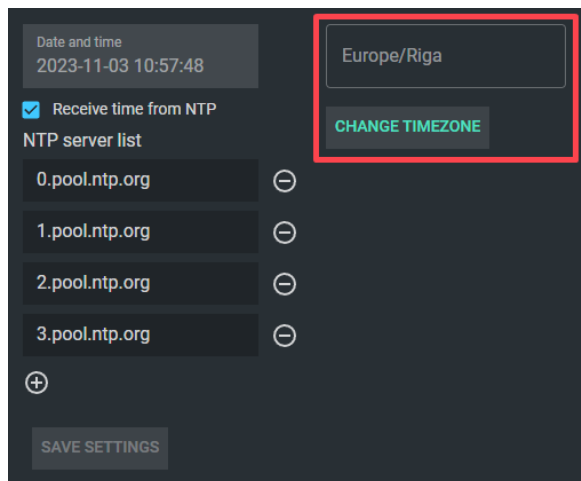 Date and time
2023-11-03 10:57:48
Receive time from NTP
NTP server list
0.pool.ntp.org
1.pool.ntp.org
2.pool.ntp.org
3.pool.ntp.org
SAVE SETTINGS
Europe/Riga
CHANGE TIMEZONE